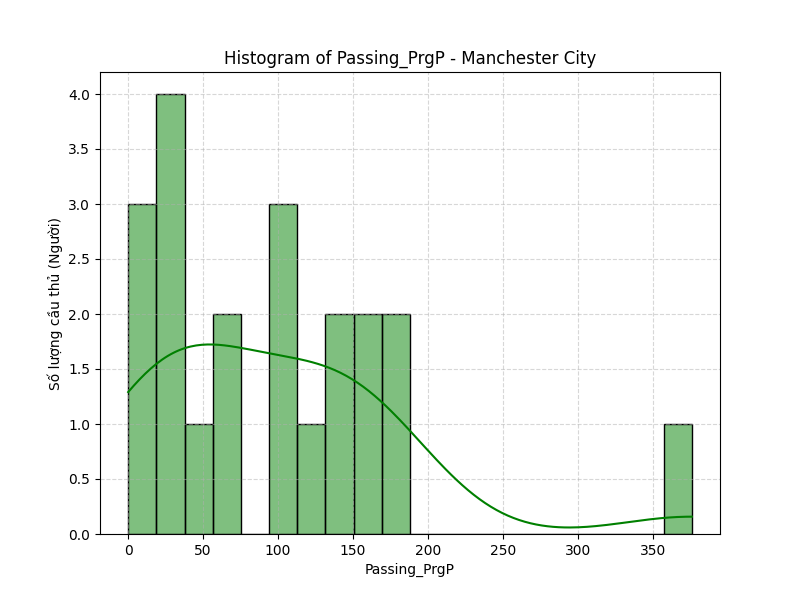 Histogram of Passing_PrgP - Manchester City
Số lượng cầu thủ (Người)
4.0
3.5
3.0
2.5
2.0
1.5
1.0
0.5
0.0
0 50 100 150 200 250 300 350
Passing_PrgP